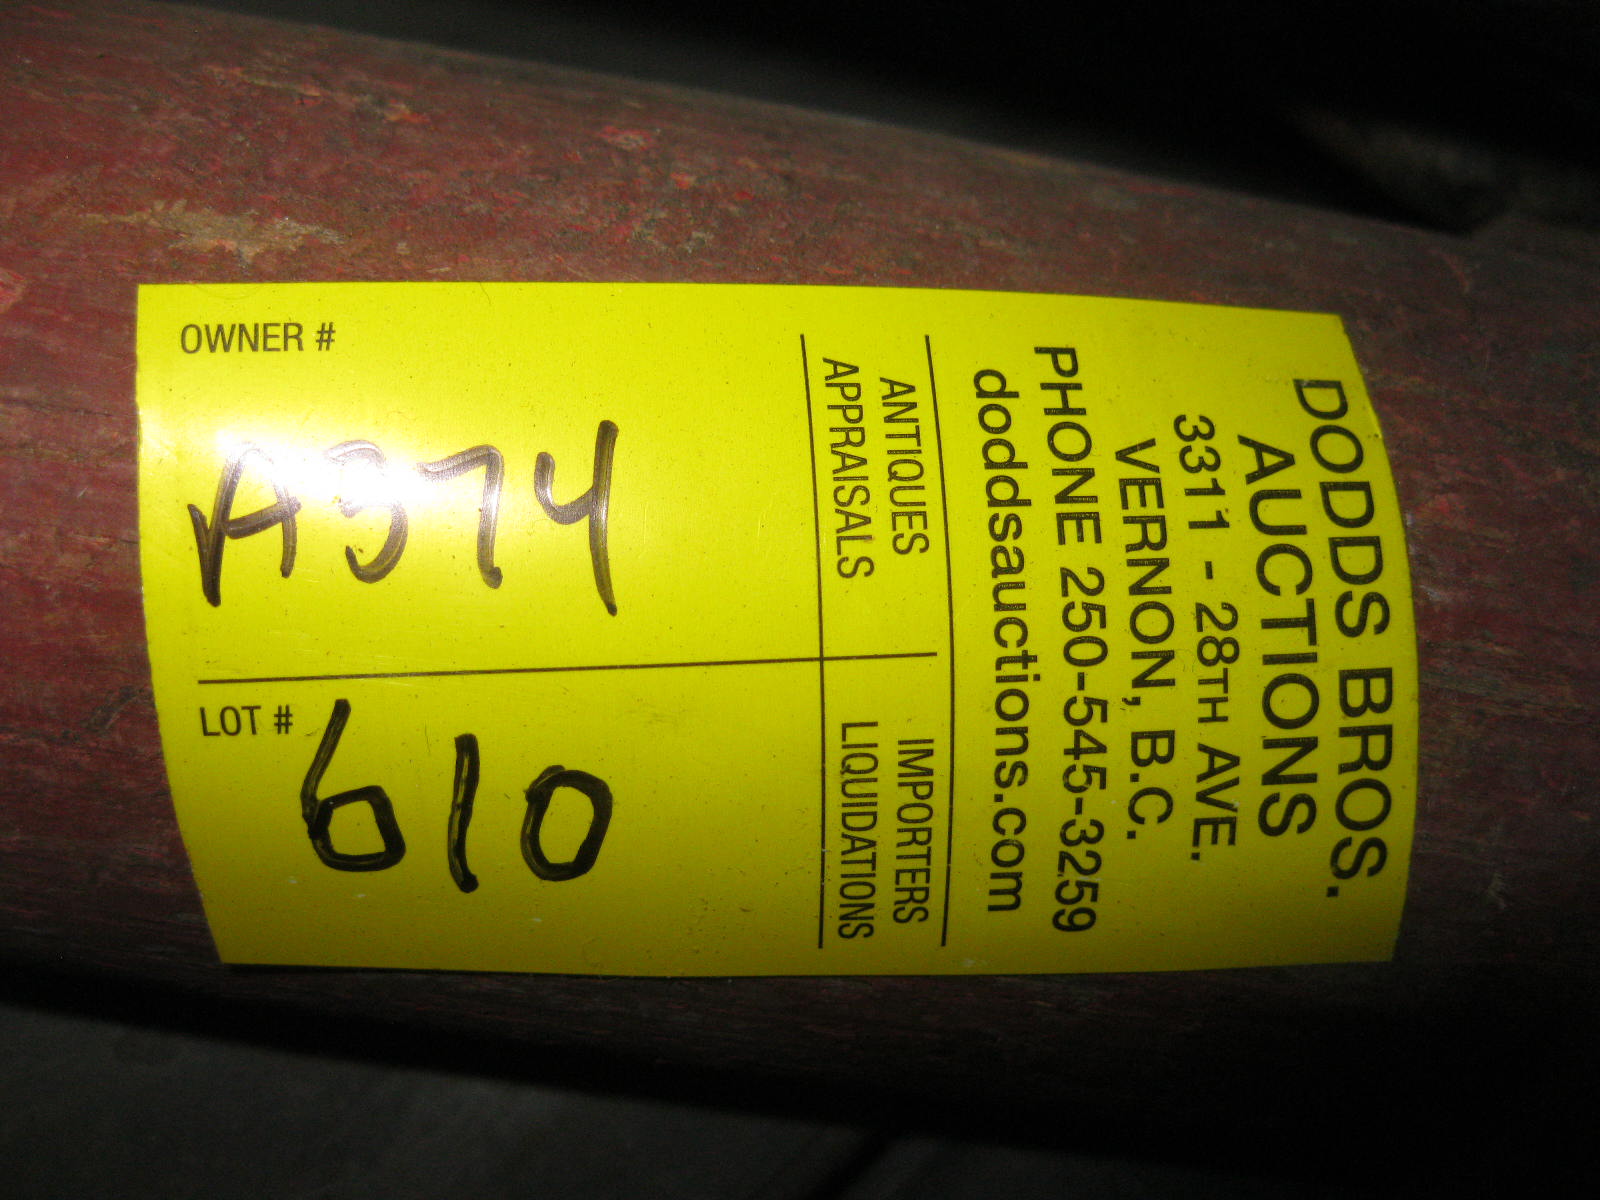 DODDS BROS.
AUCTIONS
3311 - 28TH AVE.
VERNON, B.C.
PHONE 250-545-3259
doddsauctions.com
ANTIQUES
APPRAISALS
IMPORTERS
LIQUIDATIONS
OWNER #
A374
LOT #
610